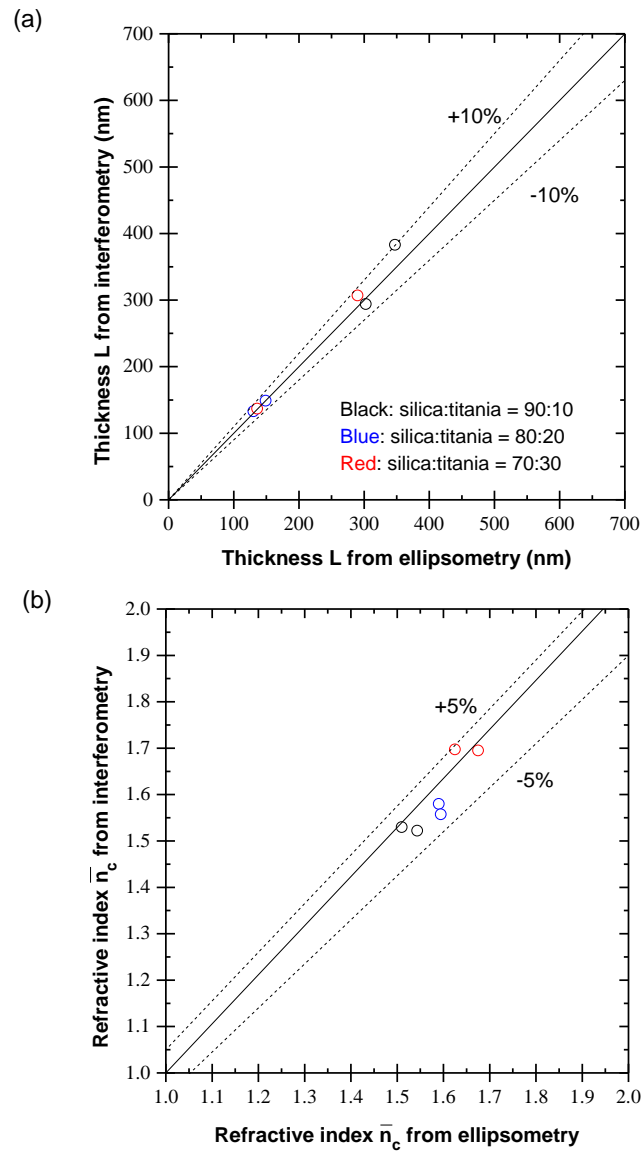 (a)
700
600
500
400
300
200
100
0
Thickness L from interferometry (nm)
+10%
-10%
Black: silica:titania = 90:10
Blue: silica:titania = 80:20
Red: silica:titania = 70:30
0 100 200 300 400 500 600 700
Thickness L from ellipsometry (nm)
(b)
2.0
1.9
1.8
1.7
1.6
1.5
1.4
1.3
1.2
1.1
1.0
Refractive index n̅_c from interferometry
+5%
-5%
1.0 1.1 1.2 1.3 1.4 1.5 1.6 1.7 1.8 1.9 2.0
Refractive index n̅_c from ellipsometry